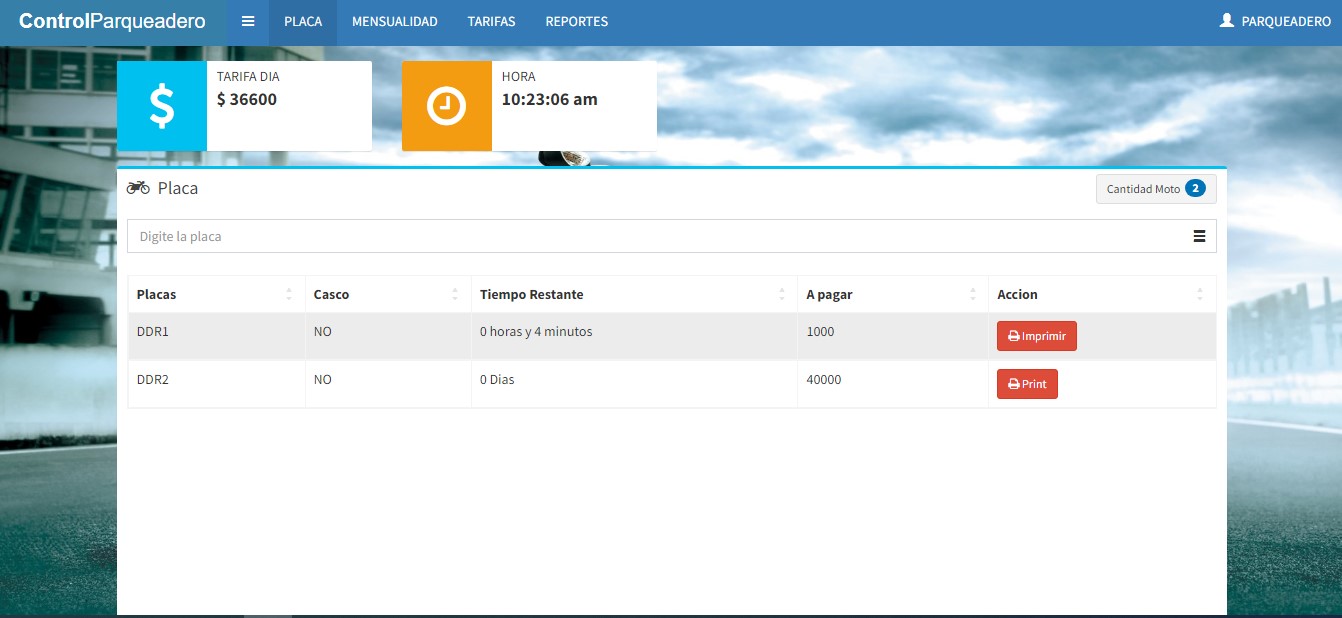 ControlParqueadero PLACA MENSUALIDAD TARIFAS REPORTES PARQUEADERO
TARIFA DIA
$ 36600
HORA
10:23:06 am
Placa
Cantidad Moto 2
Digite la placa
Placas Casco Tiempo Restante A pagar Accion
DDR1 NO 0 horas y 4 minutos 1000 Imprimir
DDR2 NO 0 Dias 40000 Print